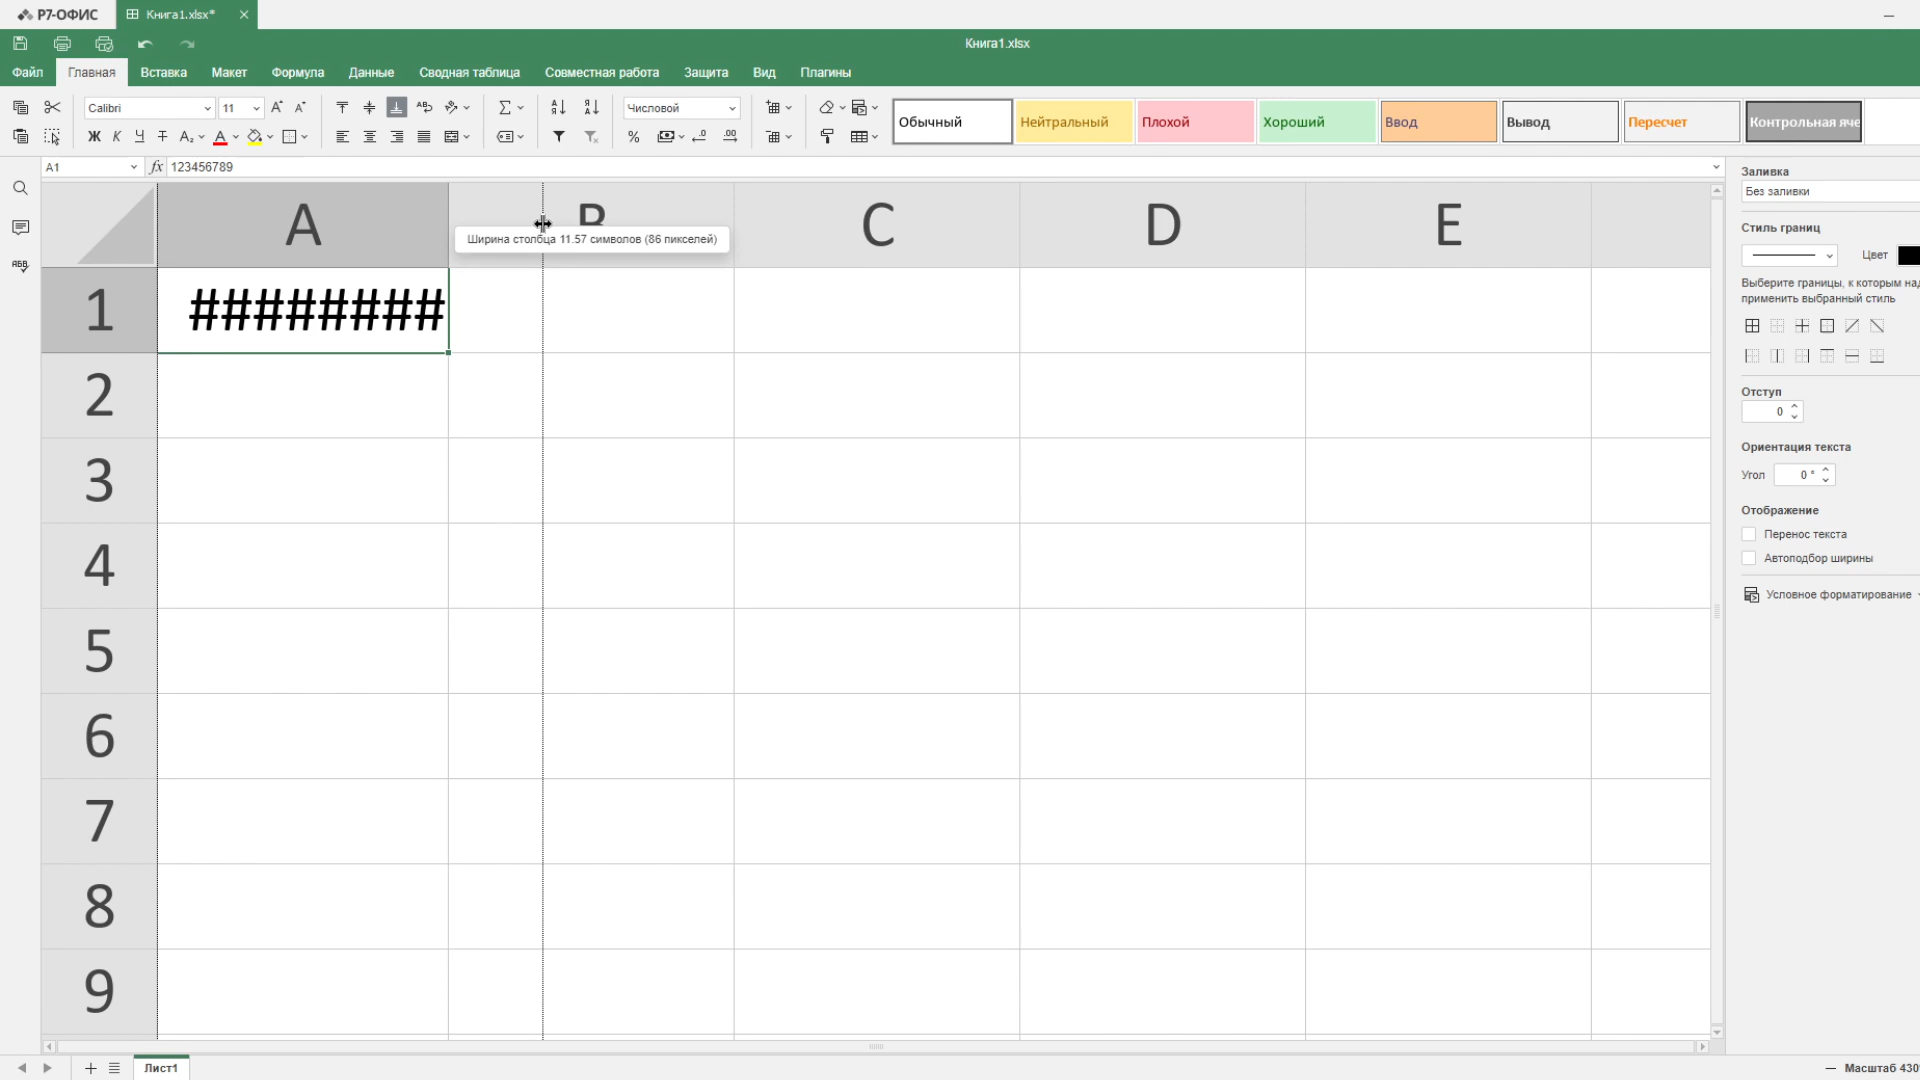 Р7-ОФИС
Книга1.xlsx*
Книга1.xlsx
Файл Главная Вставка Макет Формула Данные Сводная таблица Совместная работа Защита Вид Плагины
Calibri 11 Числовой
Обычный Нейтральный Плохой Хороший Ввод Вывод Пересчет Контрольная яче
Ж К Ч Т
A1 fx 123456789
Ширина столбца 11.57 символов (86 пикселей)
A B C D E
1 ########
2
3
4
5
6
7
8
9
Заливка
Без заливки
Стиль границ
Цвет
Выберите границы, к которым над
применить выбранный стиль
Отступ
0
Ориентация текста
Угол 0 °
Отображение
Перенос текста
Автоподбор ширины
Условное форматирование
Лист1
Масштаб 430